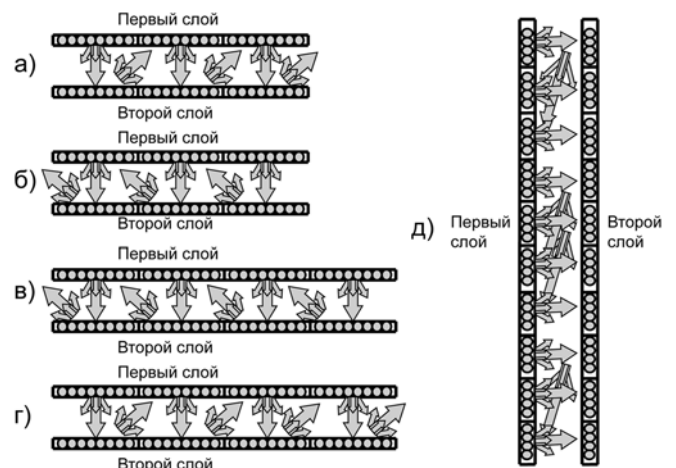 Первый слой
а)
Второй слой
Первый слой
б)
Второй слой
Первый слой
в)
Второй слой
Первый слой
г)
Второй слой
д)
Первый
слой
Второй
слой